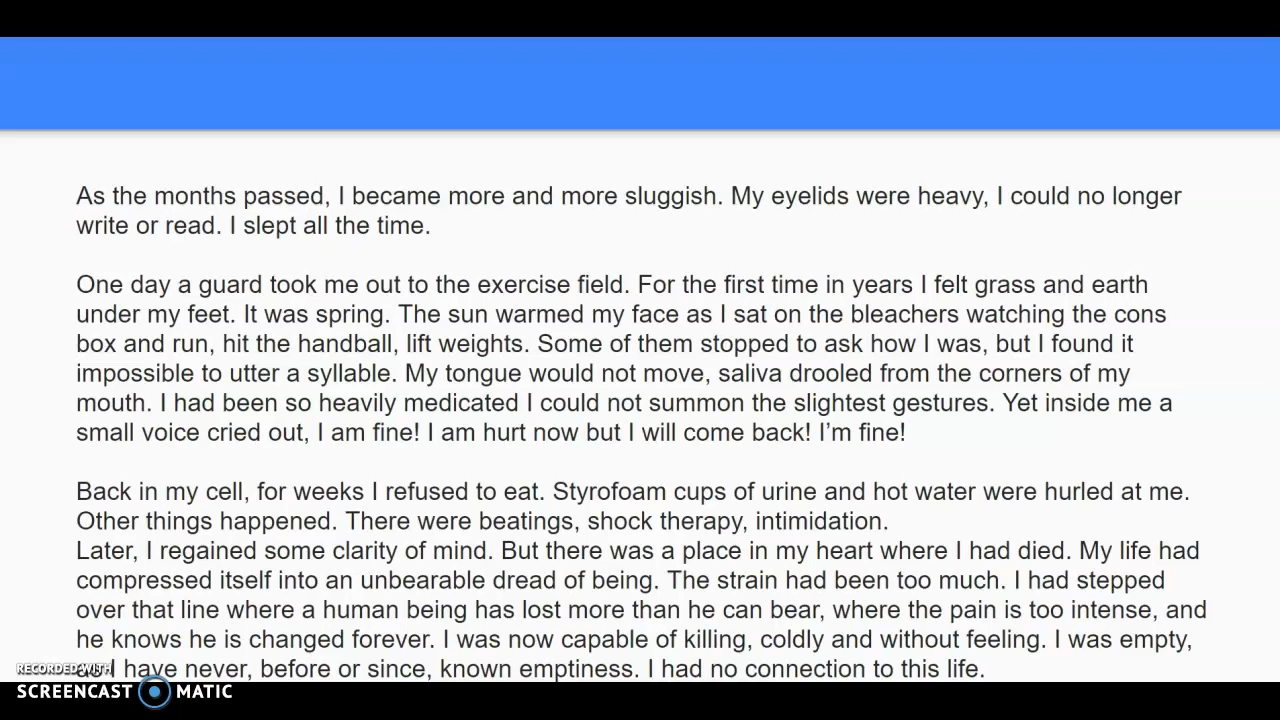 As the months passed, I became more and more sluggish. My eyelids were heavy, I could no longer
write or read. I slept all the time.
One day a guard took me out to the exercise field. For the first time in years I felt grass and earth
under my feet. It was spring. The sun warmed my face as I sat on the bleachers watching the cons
box and run, hit the handball, lift weights. Some of them stopped to ask how I was, but I found it
impossible to utter a syllable. My tongue would not move, saliva drooled from the corners of my
mouth. I had been so heavily medicated I could not summon the slightest gestures. Yet inside me a
small voice cried out, I am fine! I am hurt now but I will come back! I’m fine!
Back in my cell, for weeks I refused to eat. Styrofoam cups of urine and hot water were hurled at me.
Other things happened. There were beatings, shock therapy, intimidation.
Later, I regained some clarity of mind. But there was a place in my heart where I had died. My life had
compressed itself into an unbearable dread of being. The strain had been too much. I had stepped
over that line where a human being has lost more than he can bear, where the pain is too intense, and
he knows he is changed forever. I was now capable of killing, coldly and without feeling. I was empty,
as I have never, before or since, known emptiness. I had no connection to this life.
RECORDED WITH
SCREENCAST MATIC